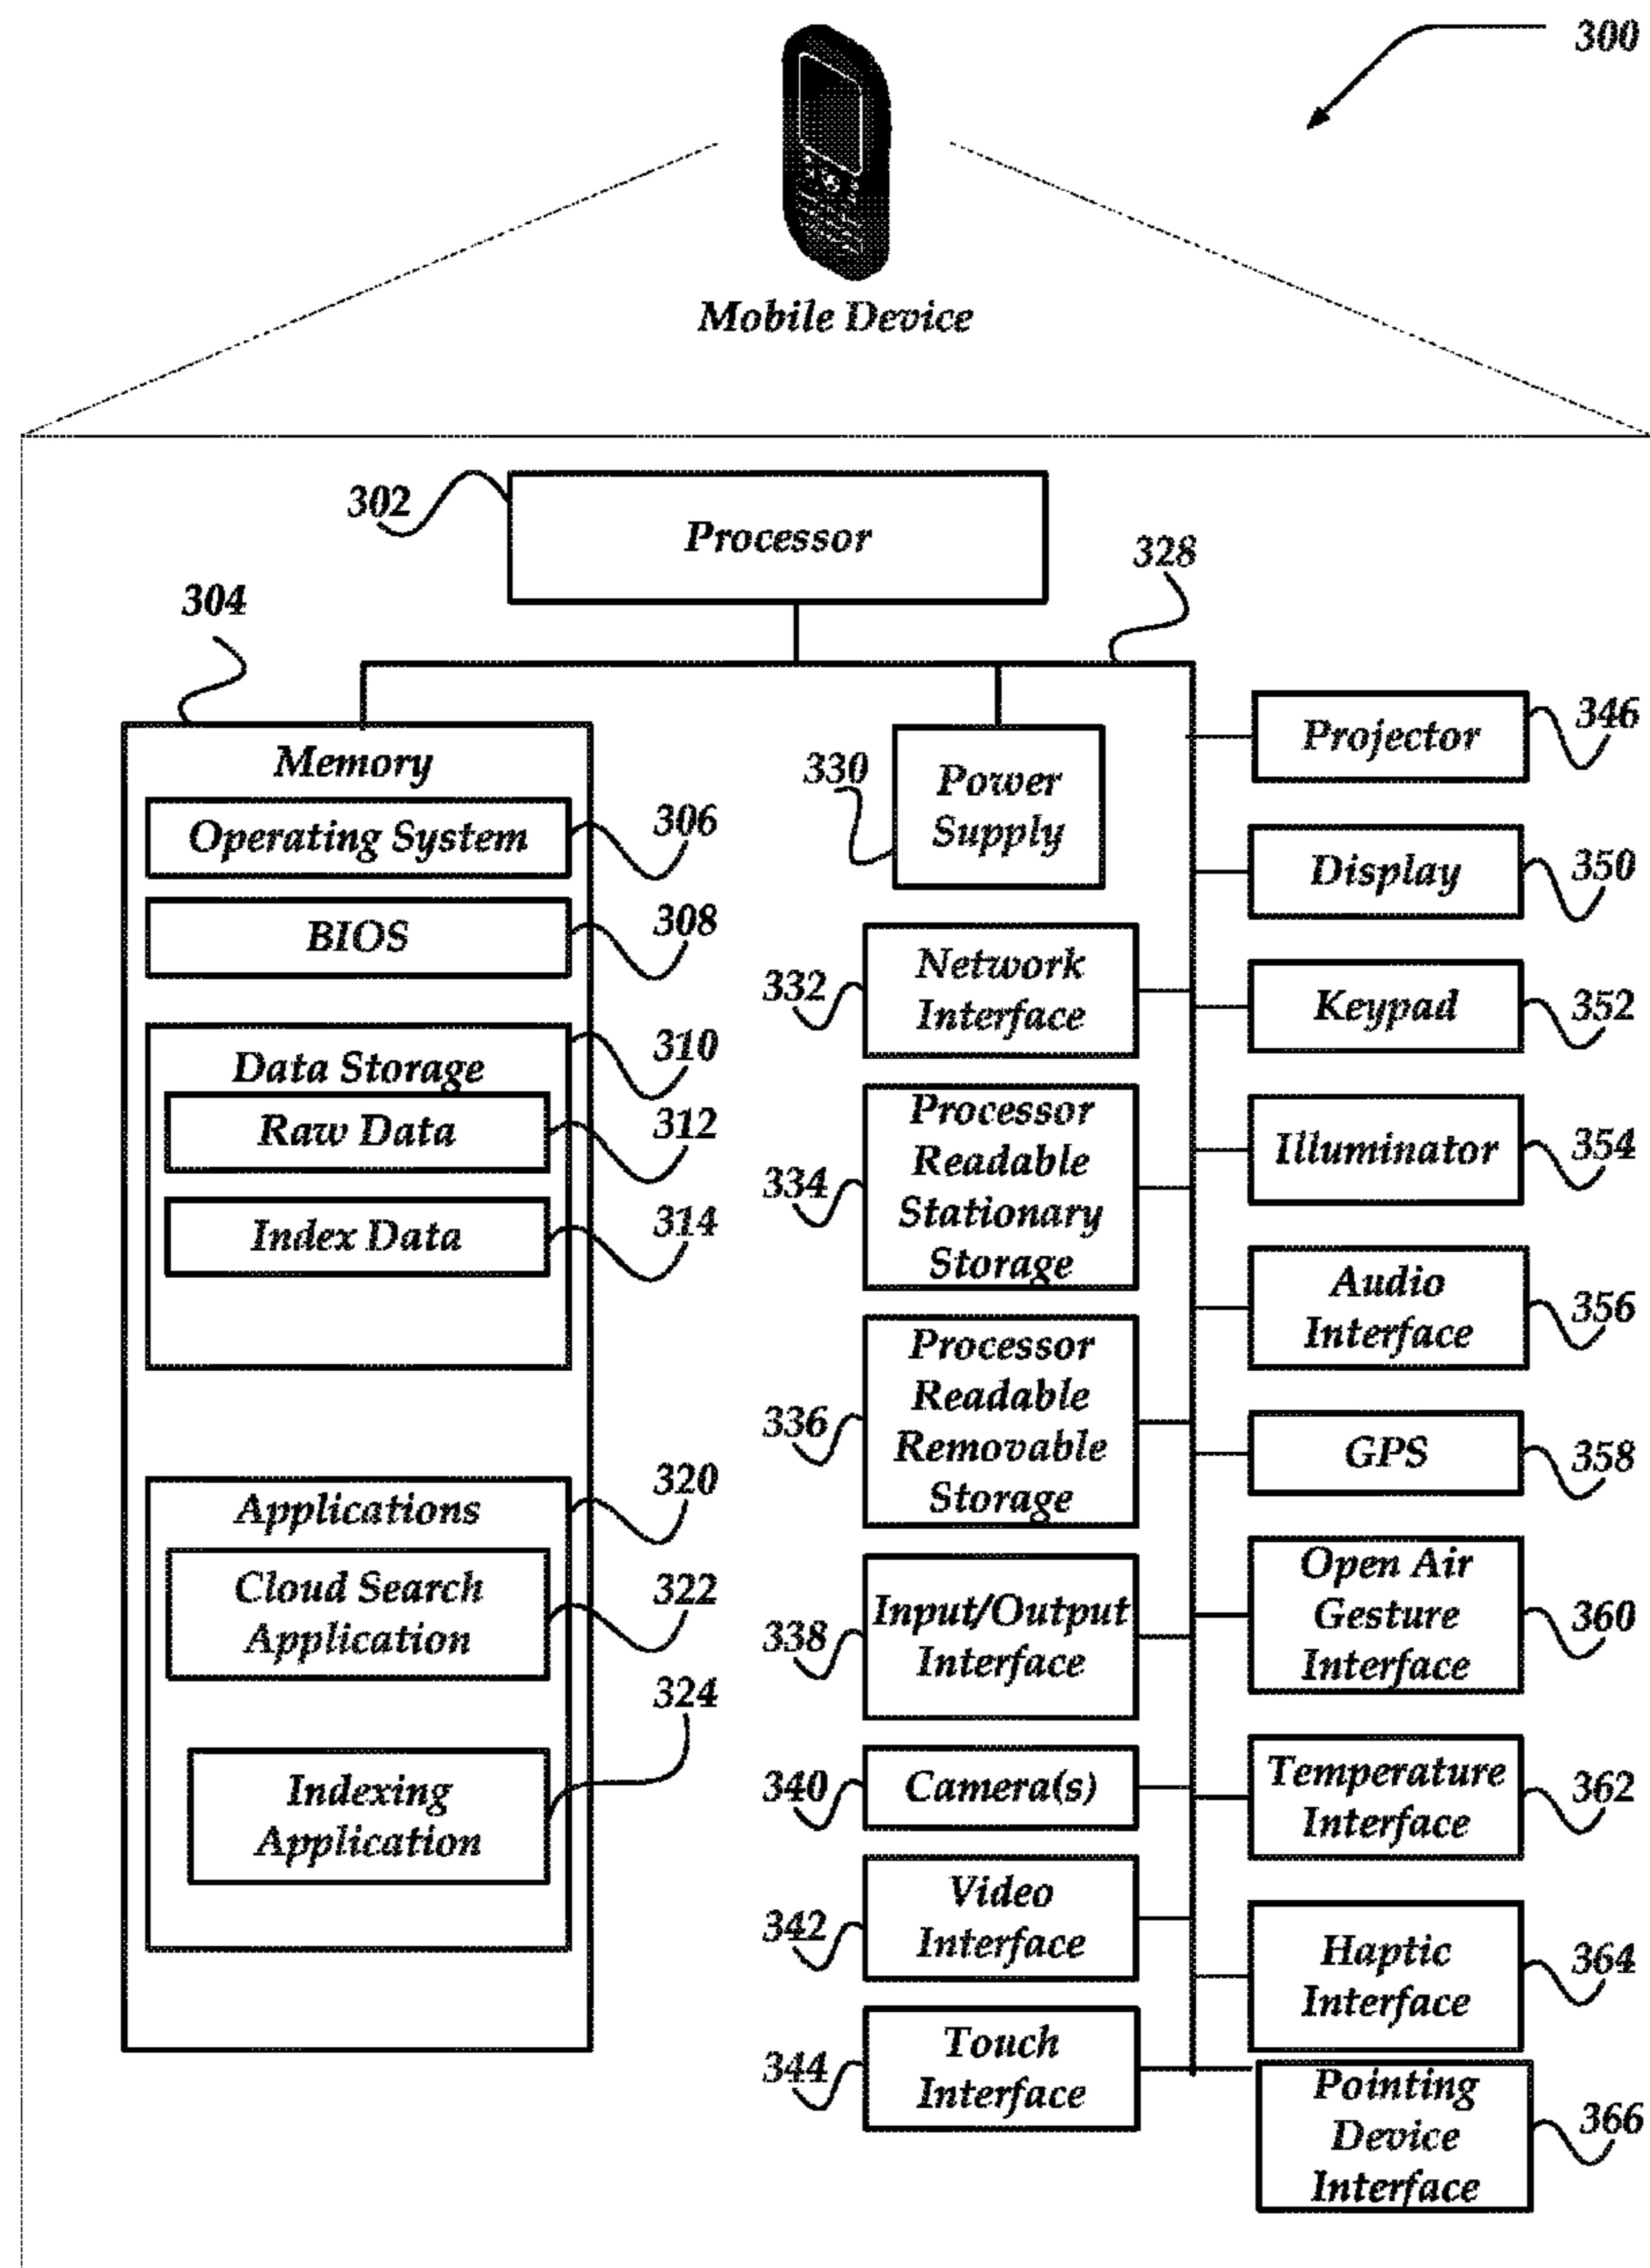 300
Mobile Device
302
Processor
328
304
Memory
Operating System
306
BIOS
308
Data Storage
310
Raw Data
312
Index Data
314
Applications
320
Cloud Search
Application
322
324
Indexing
Application
330
Power
Supply
332
Network
Interface
334
Processor
Readable
Stationary
Storage
336
Processor
Readable
Removable
Storage
338
Input/Output
Interface
340
Camera(s)
342
Video
Interface
344
Touch
Interface
Projector
346
Display
350
Keypad
352
Illuminator
354
Audio
Interface
356
GPS
358
Open Air
Gesture
Interface
360
Temperature
Interface
362
Haptic
Interface
364
Pointing
Device
Interface
366